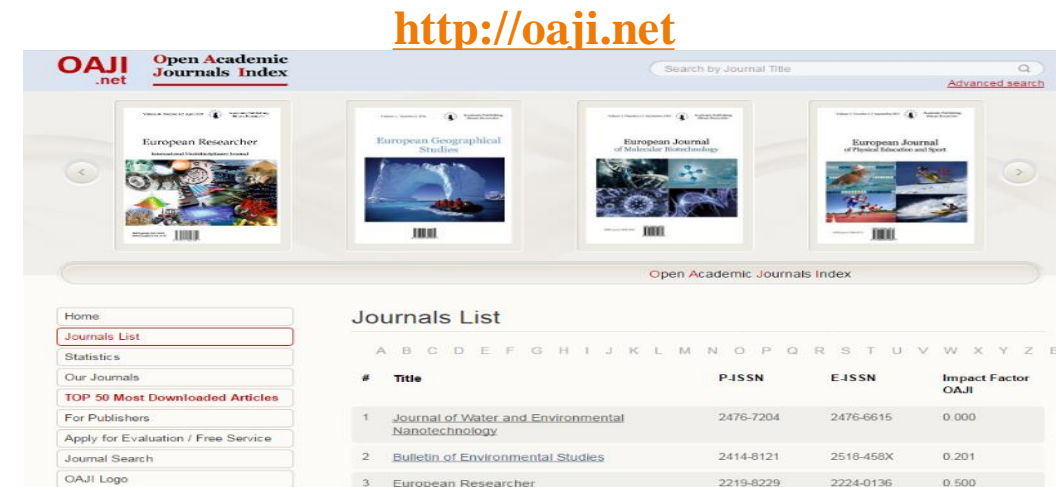 http://oaji.net
OAJI
.net
Open Academic
Journals Index
Search by Journal Title
Advanced search
European Researcher
International Multidisciplinary Journal
European Geographical
Studies
European Journal
of Molecular Biotechnology
European Journal
of Physical Education and Sport
<
>
Open Academic Journals Index
Home
Journals List
Statistics
Our Journals
TOP 50 Most Downloaded Articles
For Publishers
Apply for Evaluation / Free Service
Journal Search
OAJI Logo
Journals List
A B C D E F G H I J K L M N O P Q R S T U V W X Y Z
# Title P-ISSN E-ISSN Impact Factor
OAJI
1 Journal of Water and Environmental 2476-7204 2476-6615 0.000
Nanotechnology
2 Bulletin of Environmental Studies 2414-8121 2518-458X 0.201
3 European Researcher 2219-8229 2224-0136 0.500